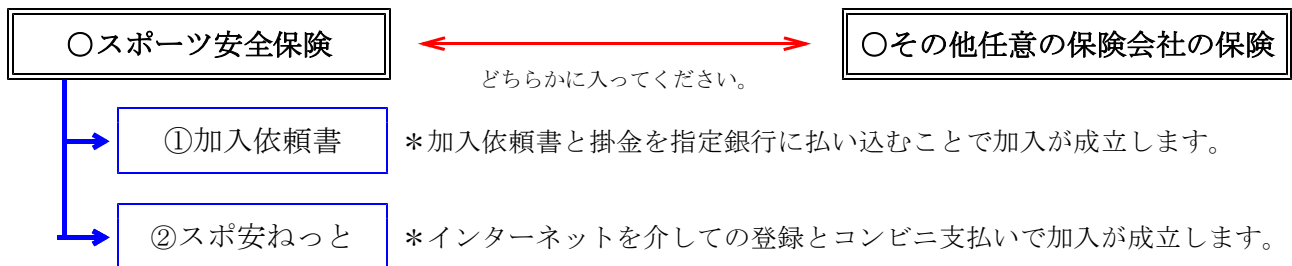 〇スポーツ安全保険
〇その他任意の保険会社の保険
どちらかに入ってください。
①加入依頼書
＊加入依頼書と掛金を指定銀行に払い込むことで加入が成立します。
②スポ安ねっと
＊インターネットを介しての登録とコンビニ支払いで加入が成立します。